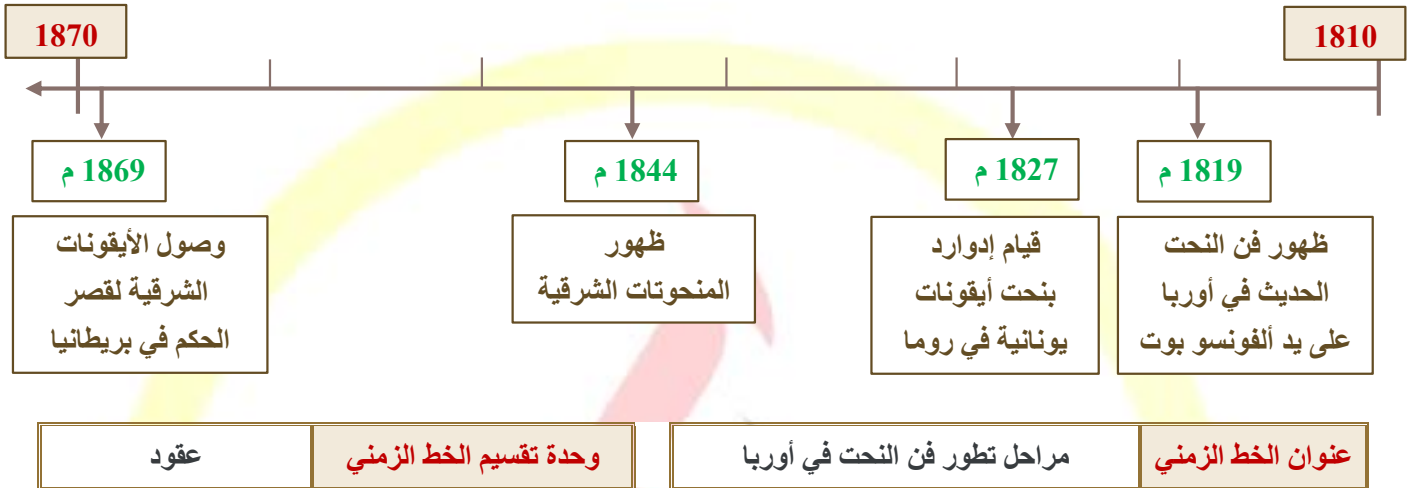 1810
1870
1819 م
1827 م
1844 م
1869 م
ظهور فن النحت
الحديث في أوربا
على يد ألفونسو بوت
قيام إدوارد
بنحت أيقونات
يونانية في روما
ظهور
المنحوتات الشرقية
وصول الأيقونات
الشرقية لقصر
الحكم في بريطانيا
عنوان الخط الزمني
مراحل تطور فن النحت في أوربا
وحدة تقسيم الخط الزمني
عقود